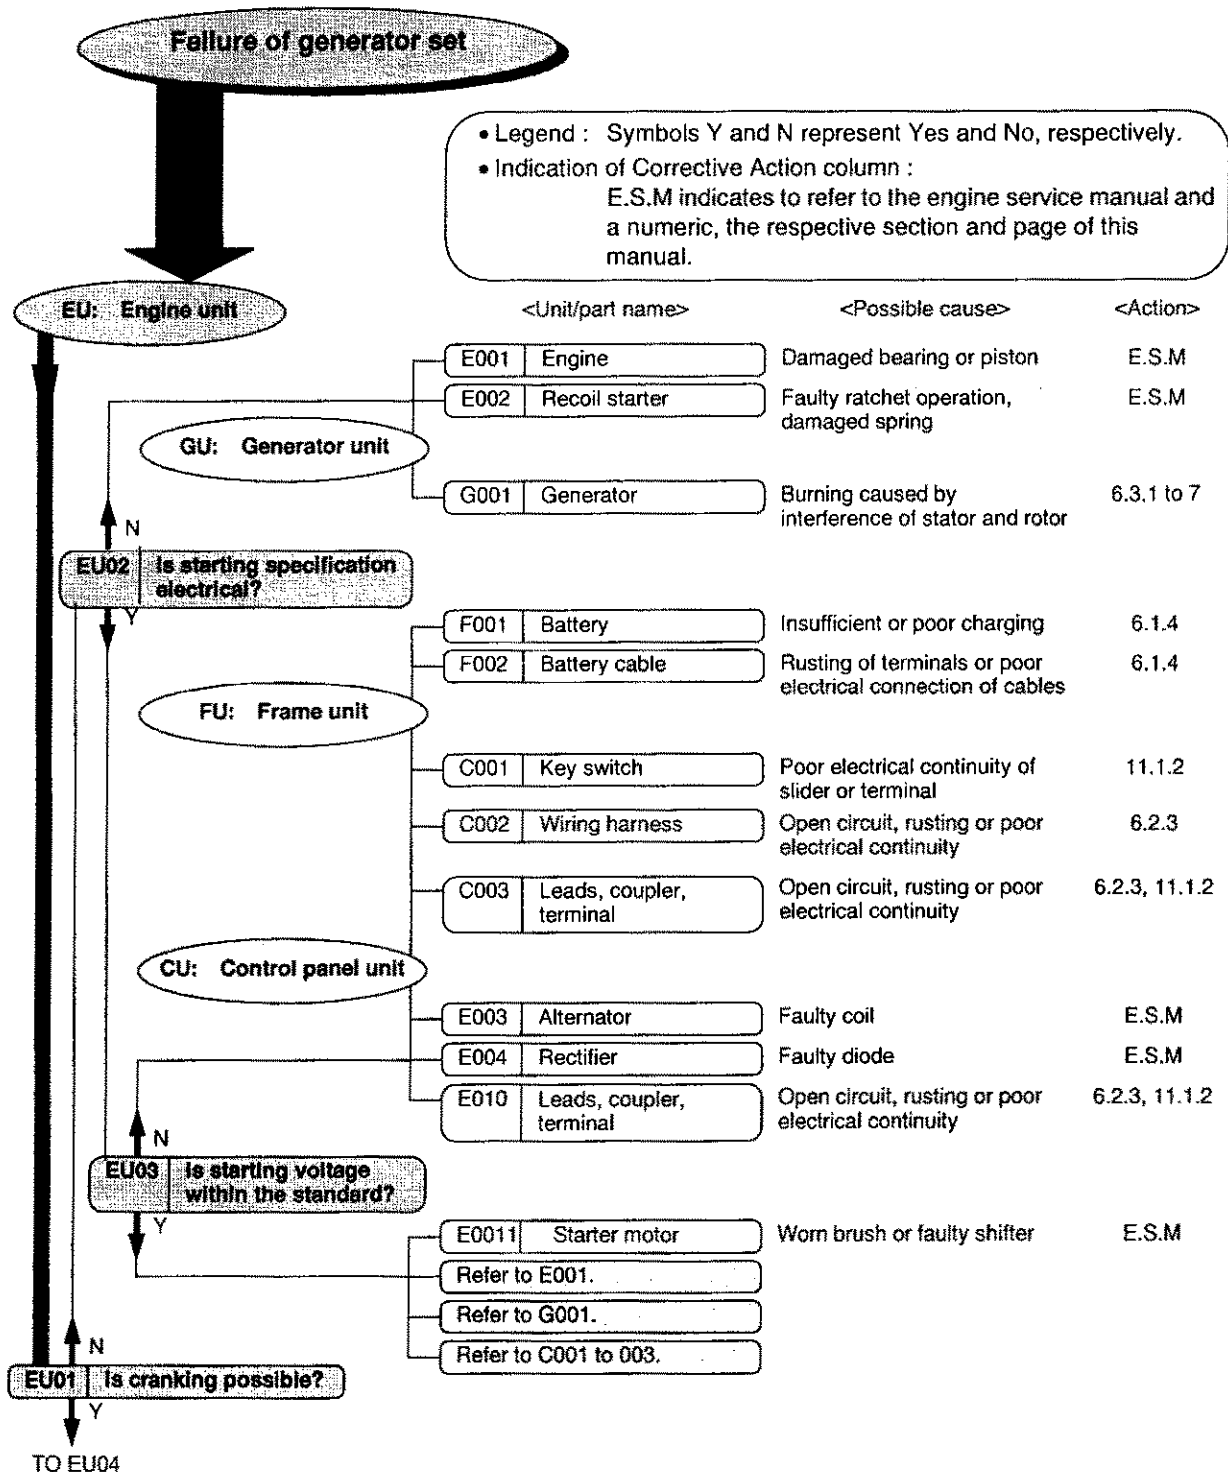 Failure of generator set
• Legend : Symbols Y and N represent Yes and No, respectively.
• Indication of Corrective Action column :
E.S.M indicates to refer to the engine service manual and
a numeric, the respective section and page of this
manual.
EU: Engine unit
<Unit/part name> <Possible cause> <Action>
E001 Engine Damaged bearing or piston E.S.M
E002 Recoil starter Faulty ratchet operation, E.S.M
damaged spring
GU: Generator unit
G001 Generator Burning caused by 6.3.1 to 7
interference of stator and rotor
N
EU02 Is starting specification
electrical?
Y
F001 Battery Insufficient or poor charging 6.1.4
F002 Battery cable Rusting of terminals or poor 6.1.4
electrical connection of cables
FU: Frame unit
C001 Key switch Poor electrical continuity of 11.1.2
slider or terminal
C002 Wiring harness Open circuit, rusting or poor 6.2.3
electrical continuity
C003 Leads, coupler, Open circuit, rusting or poor 6.2.3, 11.1.2
terminal electrical continuity
CU: Control panel unit
E003 Alternator Faulty coil E.S.M
E004 Rectifier Faulty diode E.S.M
E010 Leads, coupler, Open circuit, rusting or poor 6.2.3, 11.1.2
terminal electrical continuity
N
EU03 Is starting voltage
within the standard?
Y
E0011 Starter motor Worn brush or faulty shifter E.S.M
Refer to E001.
Refer to G001.
Refer to C001 to 003.
N
EU01 Is cranking possible?
Y
TO EU04